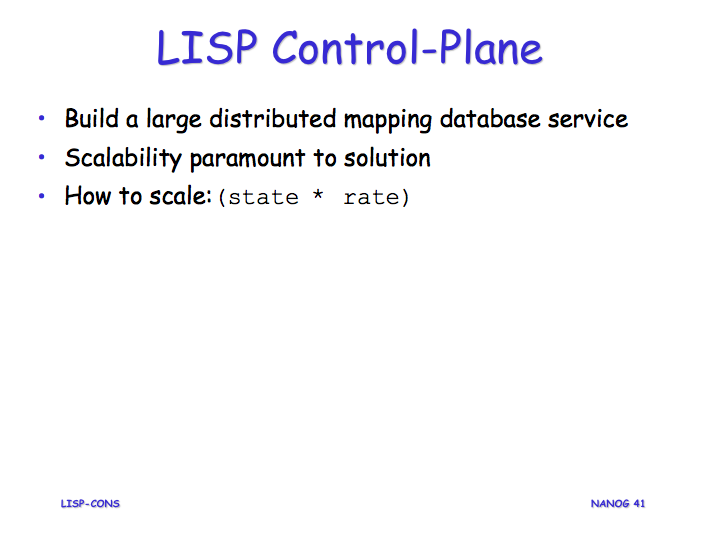 LISP Control-Plane
• Build a large distributed mapping database service
• Scalability paramount to solution
• How to scale: (state * rate)
LISP-CONS
NANOG 41